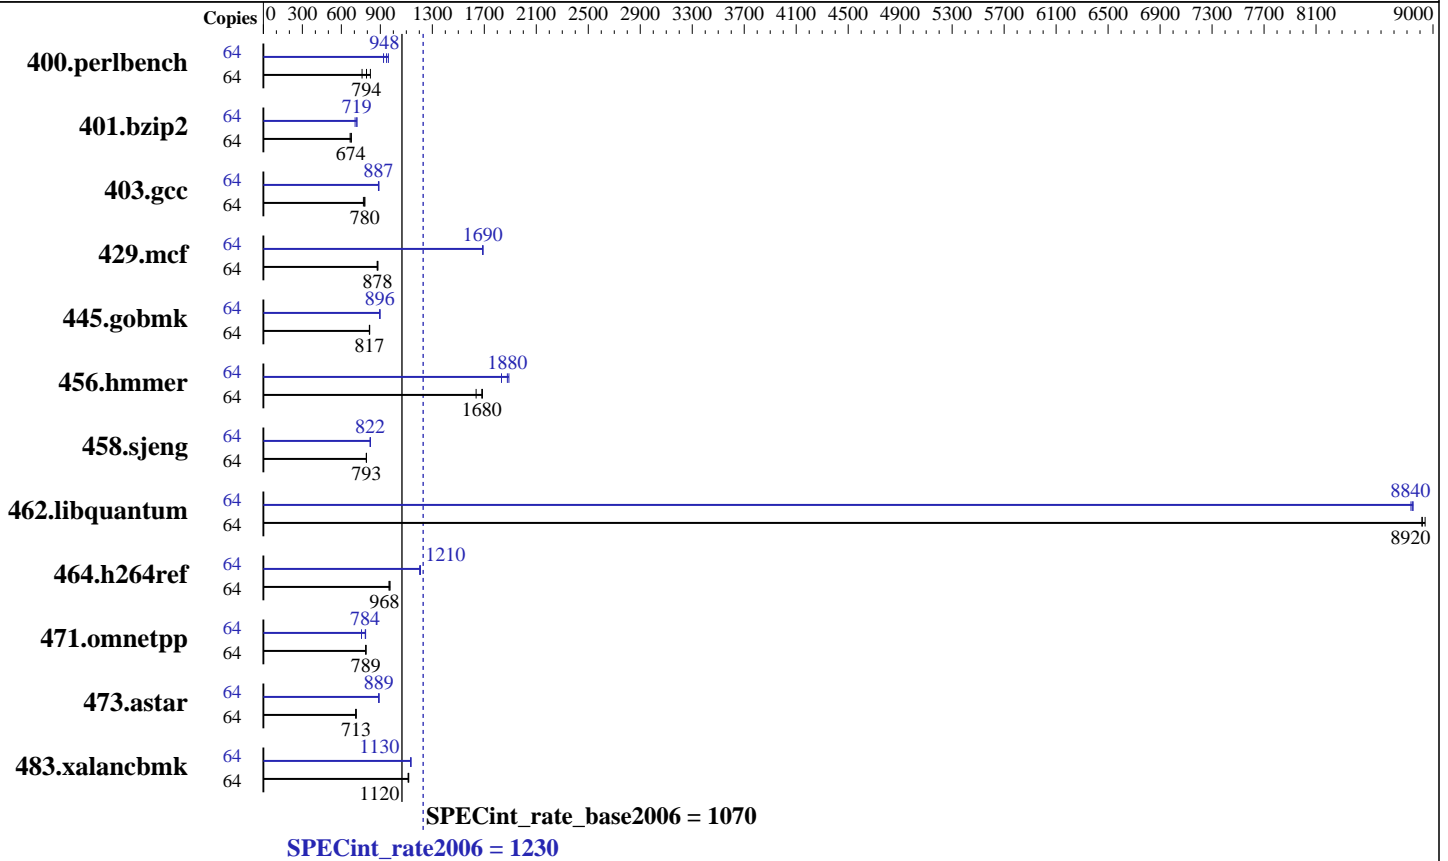 Copies 0 300 600 900 1300 1700 2100 2500 2900 3300 3700 4100 4500 4900 5300 5700 6100 6500 6900 7300 7700 8100 9000
400.perlbench 64 948
64 794
401.bzip2 64 719
64 674
403.gcc 64 887
64 780
429.mcf 64 1690
64 878
445.gobmk 64 896
64 817
456.hmmer 64 1880
64 1680
458.sjeng 64 822
64 793
462.libquantum 64 8840
64 8920
464.h264ref 64 1210
64 968
471.omnetpp 64 784
64 789
473.astar 64 889
64 713
483.xalancbmk 64 1130
64 1120
SPECint_rate_base2006 = 1070
SPECint_rate2006 = 1230